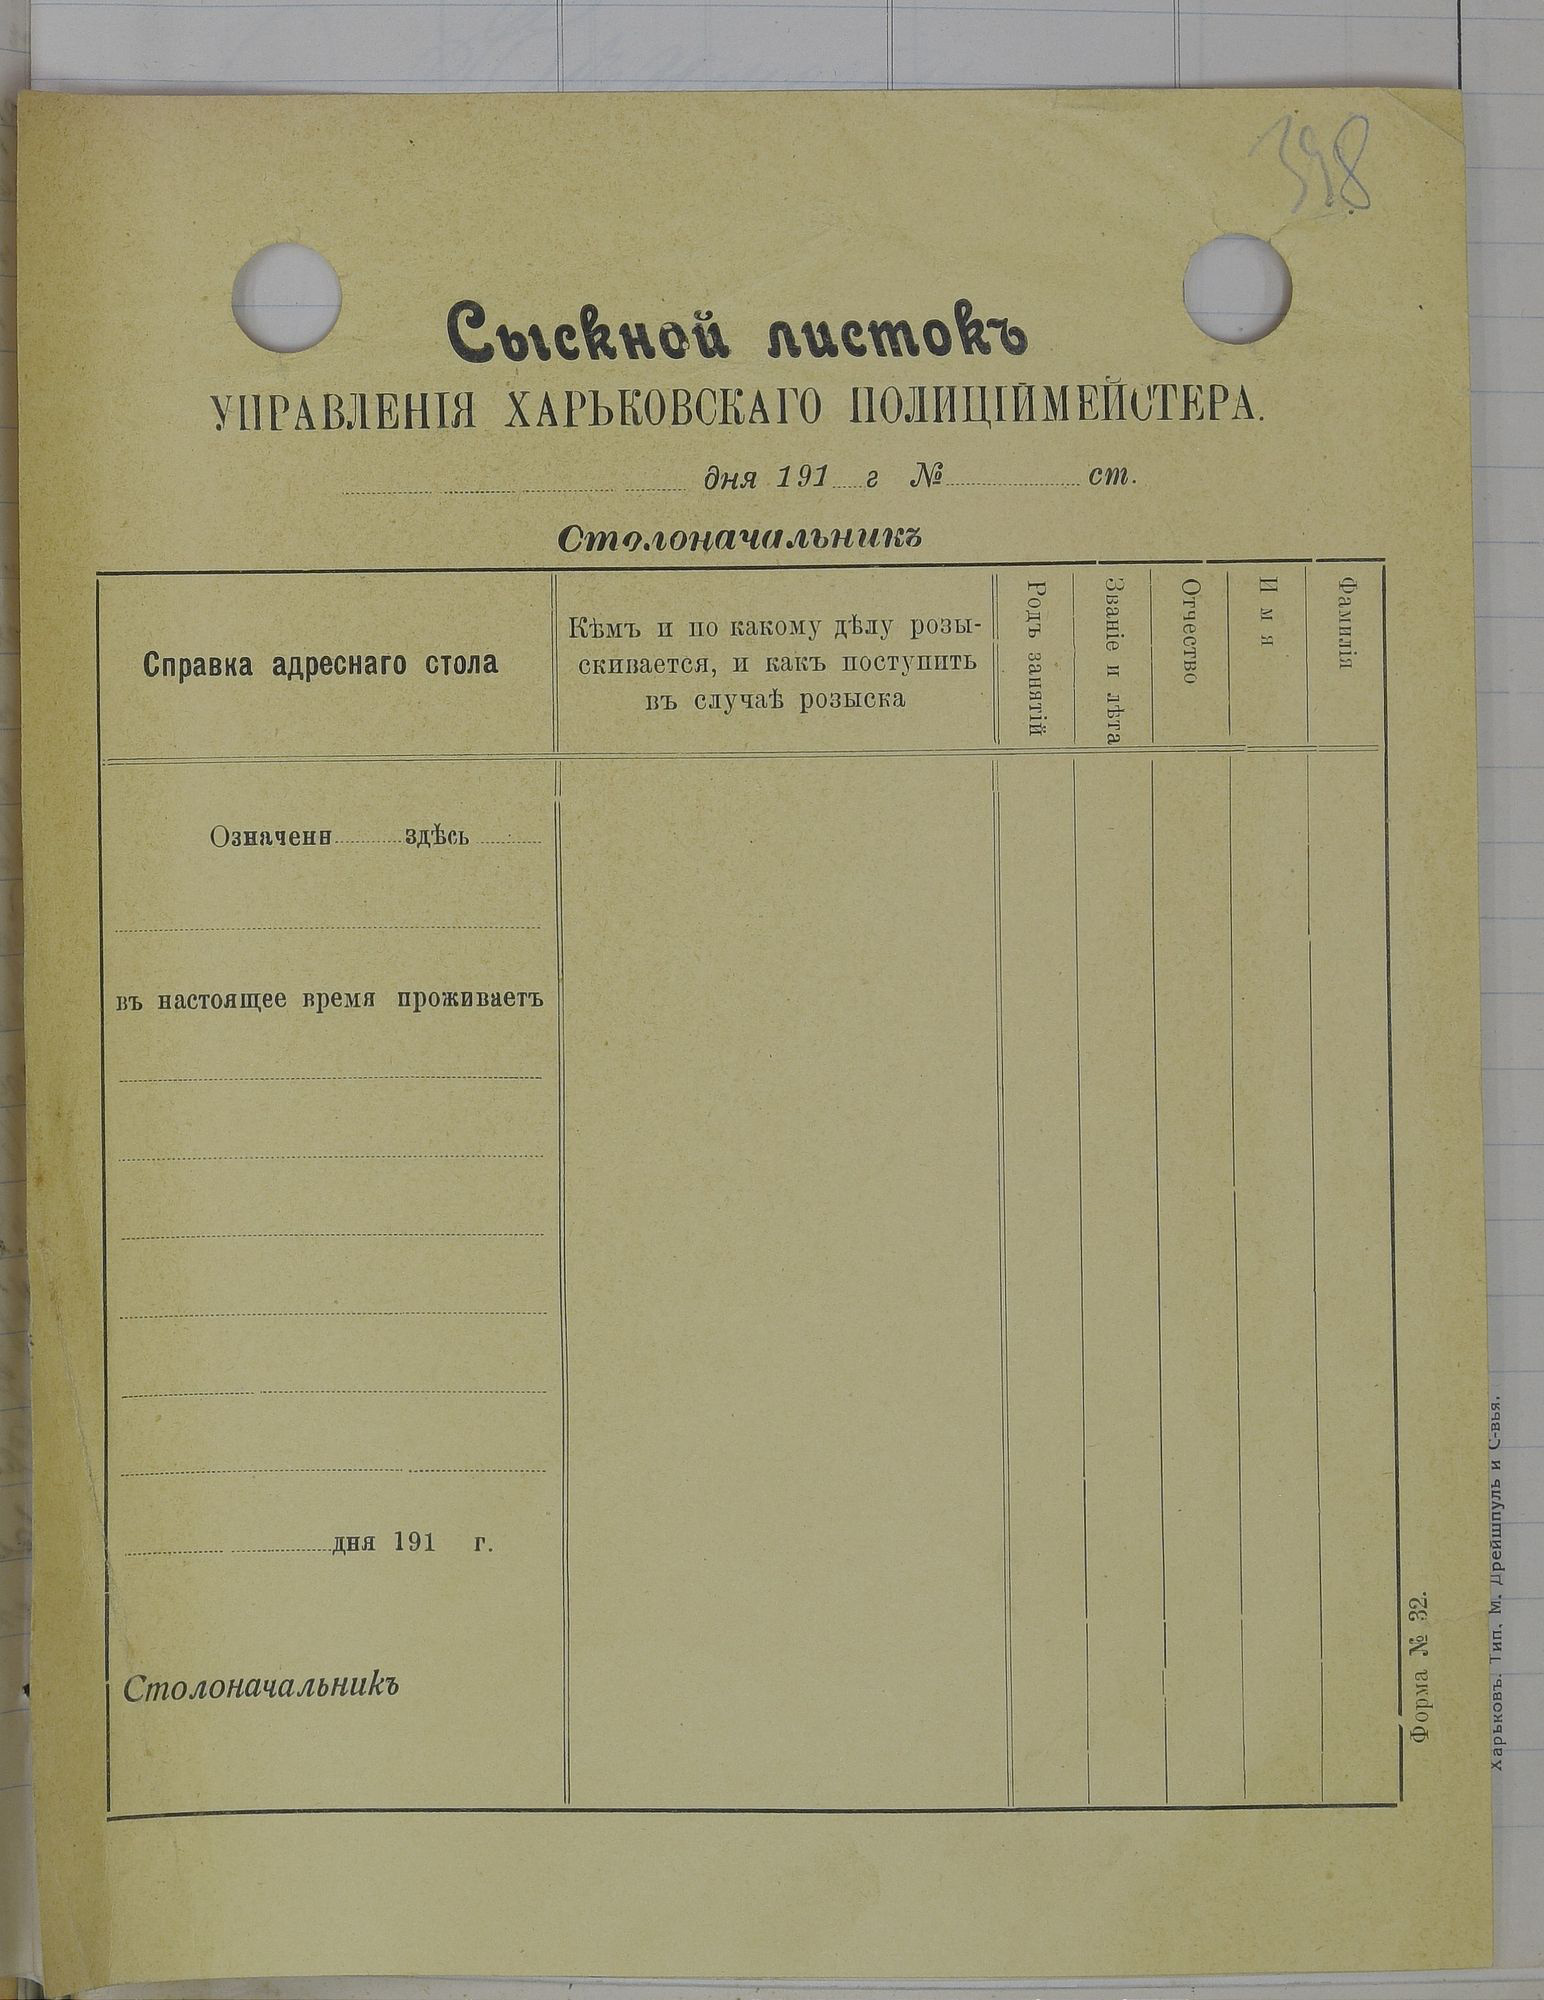 398
Сыскной листокъ
УПРАВЛЕНІЯ ХАРЬКОВСКАГО ПОЛИЦІЙМЕЙСТЕРА.
дня 191 г № ст.
Столоначальникъ
Справка адреснаго стола
Кѣмъ и по какому дѣлу розы-
скивается, и какъ поступить
въ случаѣ розыска
Родъ занятій
Званіе и лѣта
Отчество
Имя
Фамилія
Означенн здѣсь
въ настоящее время проживаетъ
дня 191 г.
Столоначальникъ
Форма № 32.
Харьковъ. Тип. М. Дрейшпуль и С-вья.